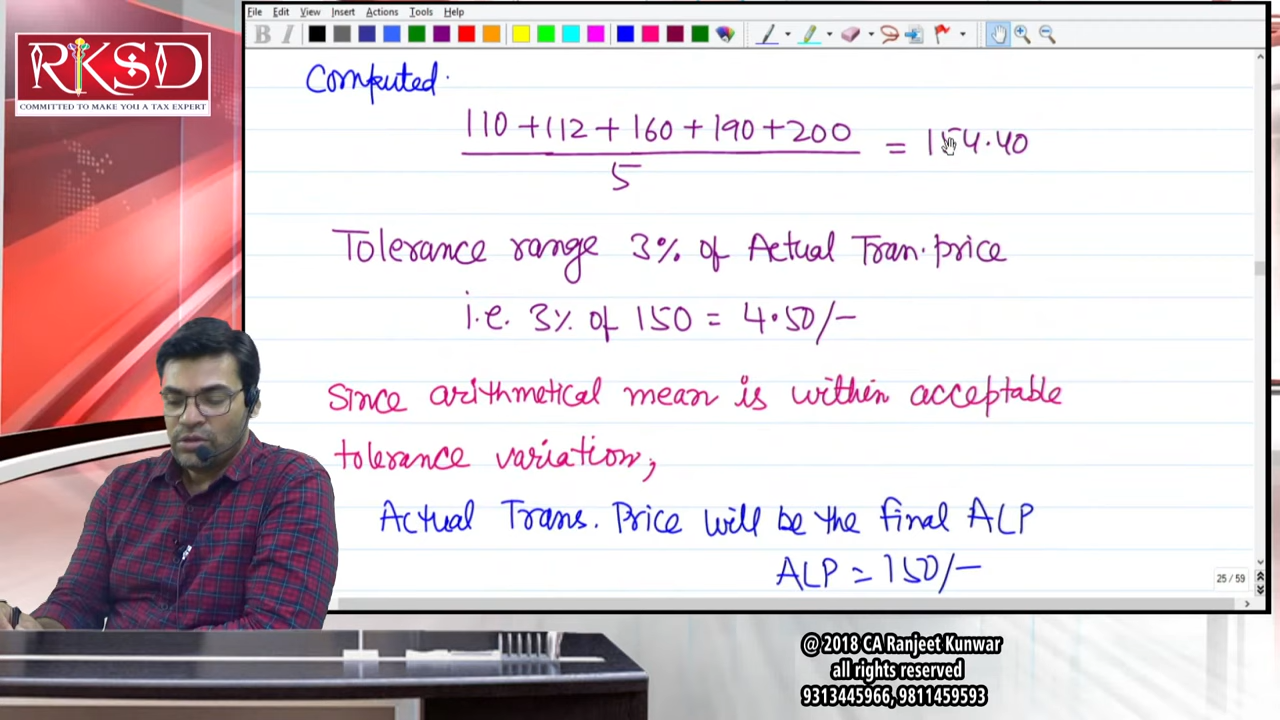 File Edit View Insert Actions Tools Help
B I
RKSD
COMMITTED TO MAKE YOU A TAX EXPERT
Computed.
110 + 112 + 160 + 190 + 200
5
= 154.40
Tolerance range 3% of Actual Tran. price
i.e. 3% of 150 = 4.50/-
Since arithmetical mean is within acceptable
tolerance variation,
Actual Trans. Price will be the final ALP
ALP = 150/-
25 / 59
@ 2018 CA Ranjeet Kunwar
all rights reserved
9313445966, 9811459593